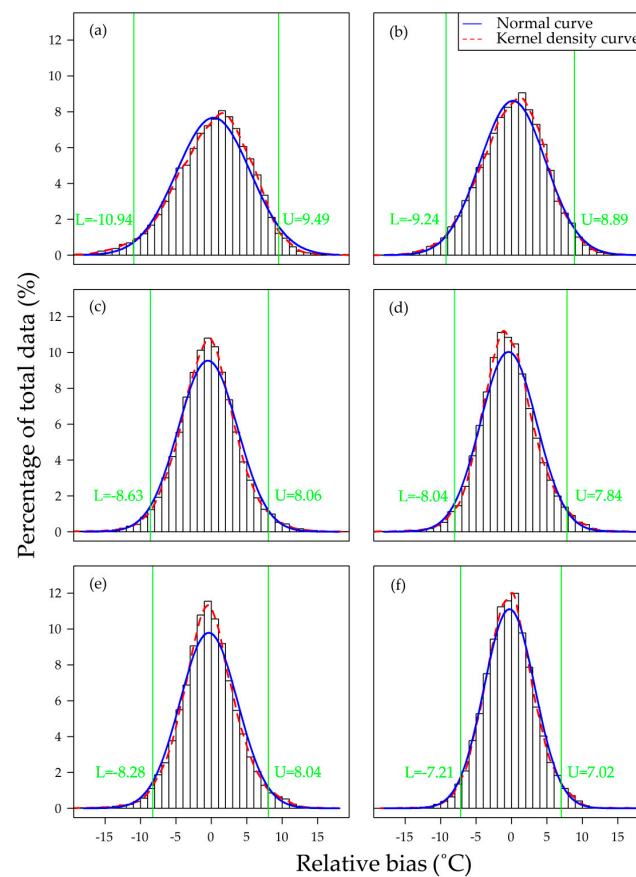 (a)
L=-10.94
U=9.49
(b)
Normal curve
Kernel density curve
L=-9.24
U=8.89
12
10
8
6
4
2
0
(c)
L=-8.63
U=8.06
(d)
L=-8.04
U=7.84
12
10
8
6
4
2
0
(e)
L=-8.28
U=8.04
(f)
L=-7.21
U=7.02
12
10
8
6
4
2
0
-15 -10 -5 0 5 10 15
-15 -10 -5 0 5 10 15
Percentage of total data (%)
Relative bias (˚C)